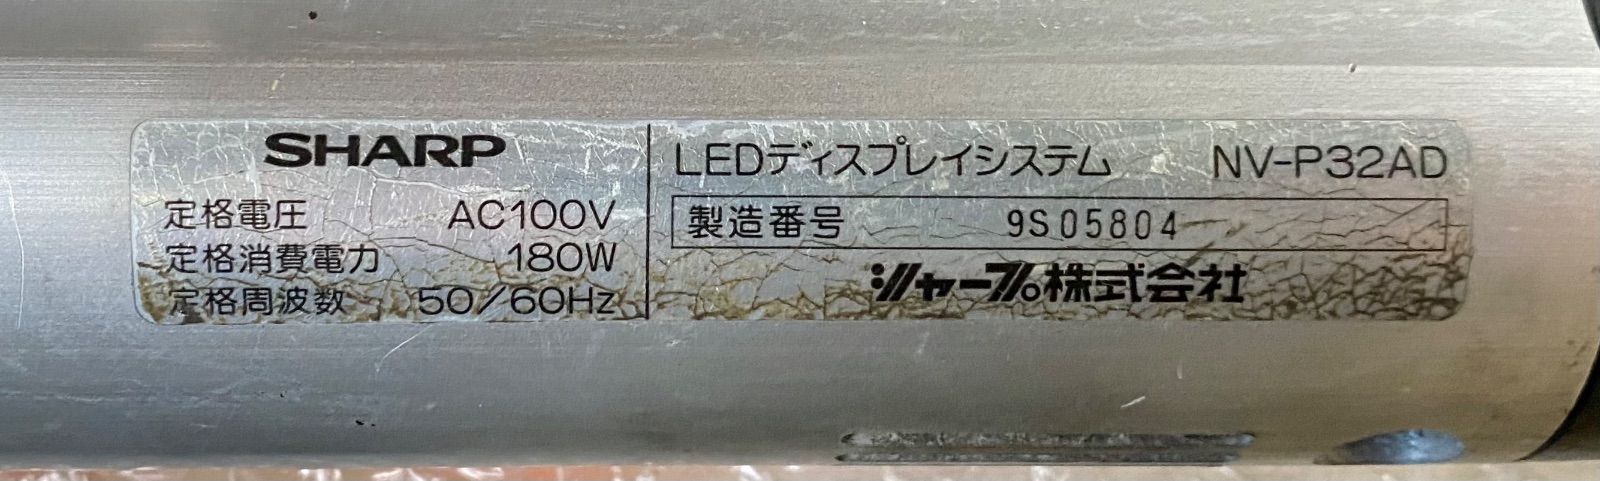 SHARP
定格電圧 AC100V
定格消費電力 180W
定格周波数 50/60Hz
LEDディスプレイシステム NV-P32AD
製造番号 9S05804
シャープ株式会社